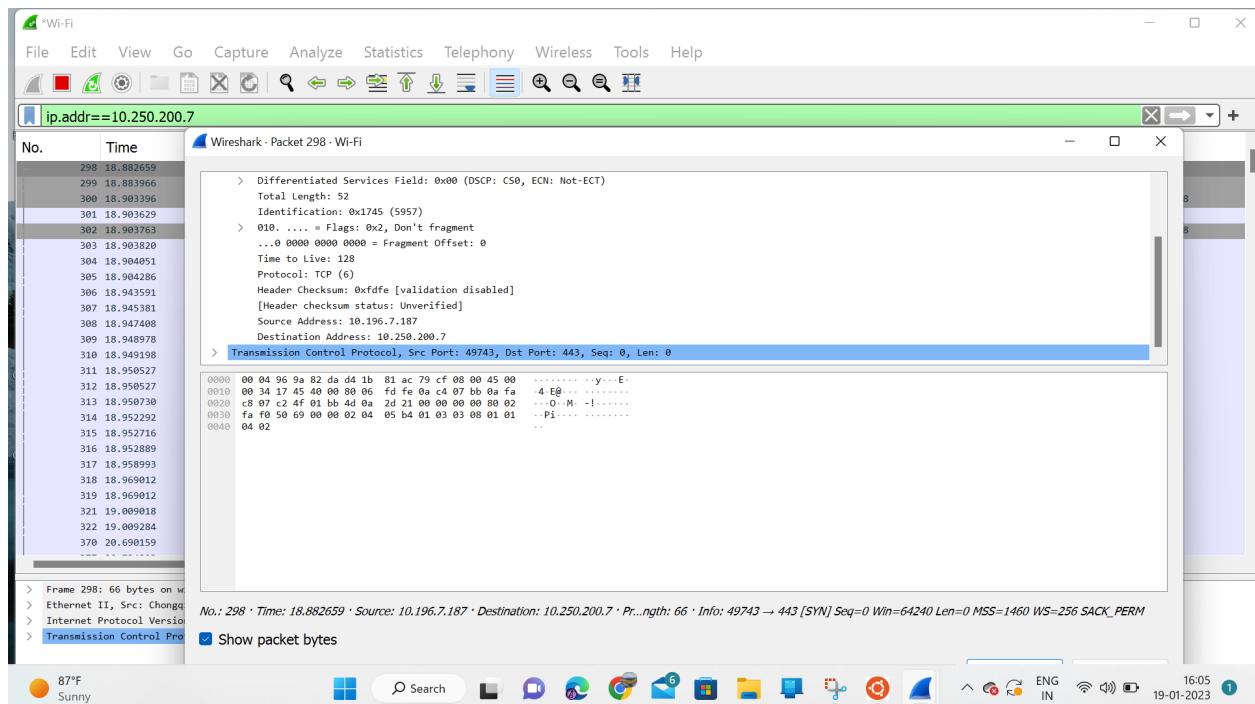 *Wi-Fi
File Edit View Go Capture Analyze Statistics Telephony Wireless Tools Help
ip.addr==10.250.200.7
No. Time
298 18.882659
299 18.883966
300 18.903396
301 18.903629
302 18.903763
303 18.903820
304 18.904051
305 18.904286
306 18.943591
307 18.945381
308 18.947408
309 18.948978
310 18.949198
311 18.950527
312 18.950527
313 18.950730
314 18.952292
315 18.952716
316 18.952889
317 18.958993
318 18.969012
319 18.969012
321 19.009018
322 19.009284
370 20.690159
8
8
Wireshark · Packet 298 · Wi-Fi
> Differentiated Services Field: 0x00 (DSCP: CS0, ECN: Not-ECT)
Total Length: 52
Identification: 0x1745 (5957)
> 010. .... = Flags: 0x2, Don't fragment
...0 0000 0000 0000 = Fragment Offset: 0
Time to Live: 128
Protocol: TCP (6)
Header Checksum: 0xfdfe [validation disabled]
[Header checksum status: Unverified]
Source Address: 10.196.7.187
Destination Address: 10.250.200.7
> Transmission Control Protocol, Src Port: 49743, Dst Port: 443, Seq: 0, Len: 0
0000 00 04 96 9a 82 da d4 1b 81 ac 79 cf 08 00 45 00 ········ ··y···E·
0010 00 34 17 45 40 00 80 06 fd fe 0a c4 07 bb 0a fa ·4·E@··· ········
0020 c8 07 c2 4f 01 bb 4d 0a 2d 21 00 00 00 00 80 02 ···O··M· -!······
0030 fa f0 50 69 00 00 02 04 05 b4 01 03 03 08 01 01 ··Pi···· ········
0040 04 02 ··
No.: 298 · Time: 18.882659 · Source: 10.196.7.187 · Destination: 10.250.200.7 · Pr...ngth: 66 · Info: 49743 → 443 [SYN] Seq=0 Win=64240 Len=0 MSS=1460 WS=256 SACK_PERM
Show packet bytes
> Frame 298: 66 bytes on w
> Ethernet II, Src: Chongq
> Internet Protocol Versio
> Transmission Control Pro
87°F
Sunny
Search
6
ENG
IN
16:05
19-01-2023
1